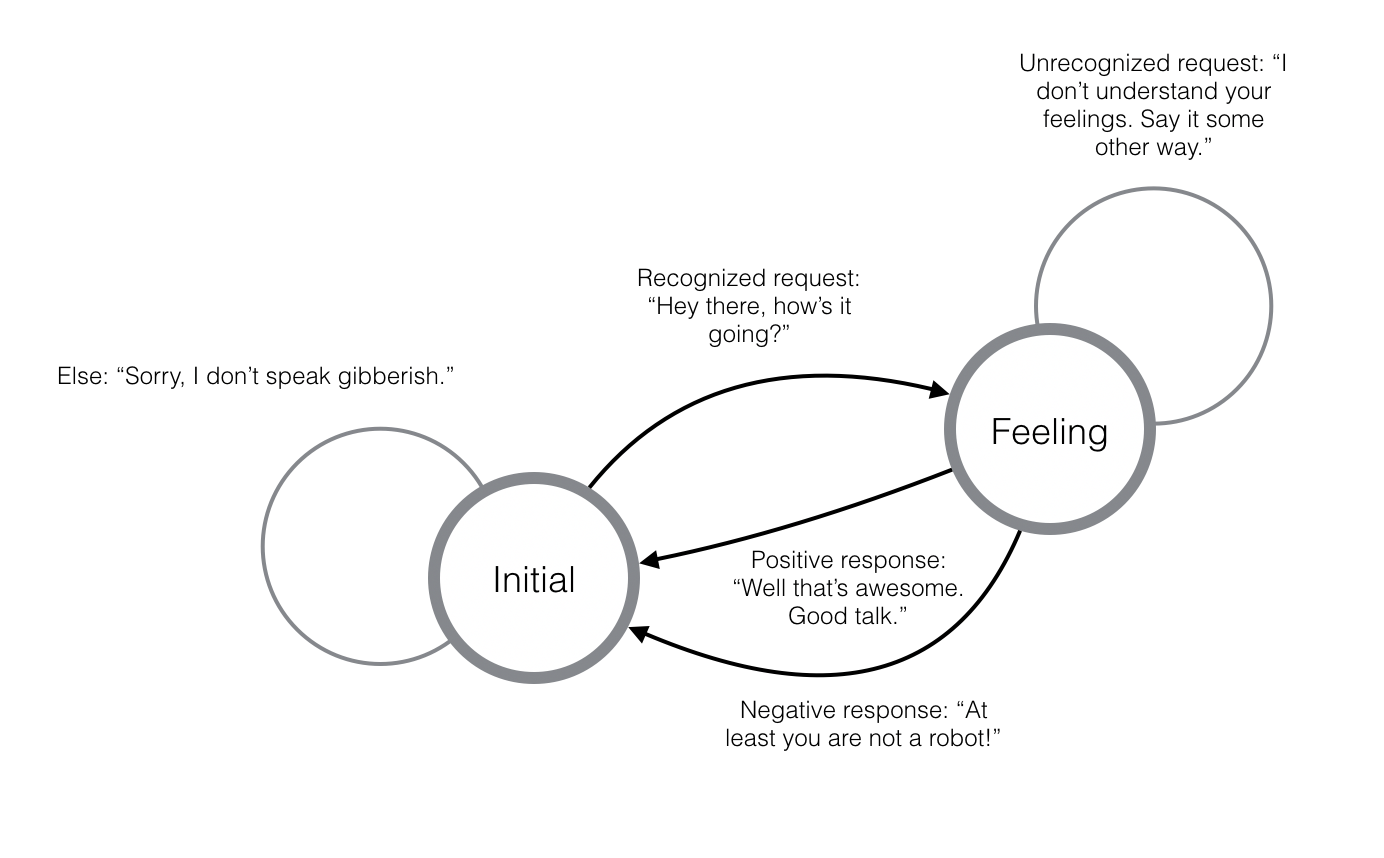 Unrecognized request: “I
don’t understand your
feelings. Say it some
other way.”
Recognized request:
“Hey there, how’s it
going?”
Else: “Sorry, I don’t speak gibberish.”
Feeling
Initial
Positive response:
“Well that’s awesome.
Good talk.”
Negative response: “At
least you are not a robot!”